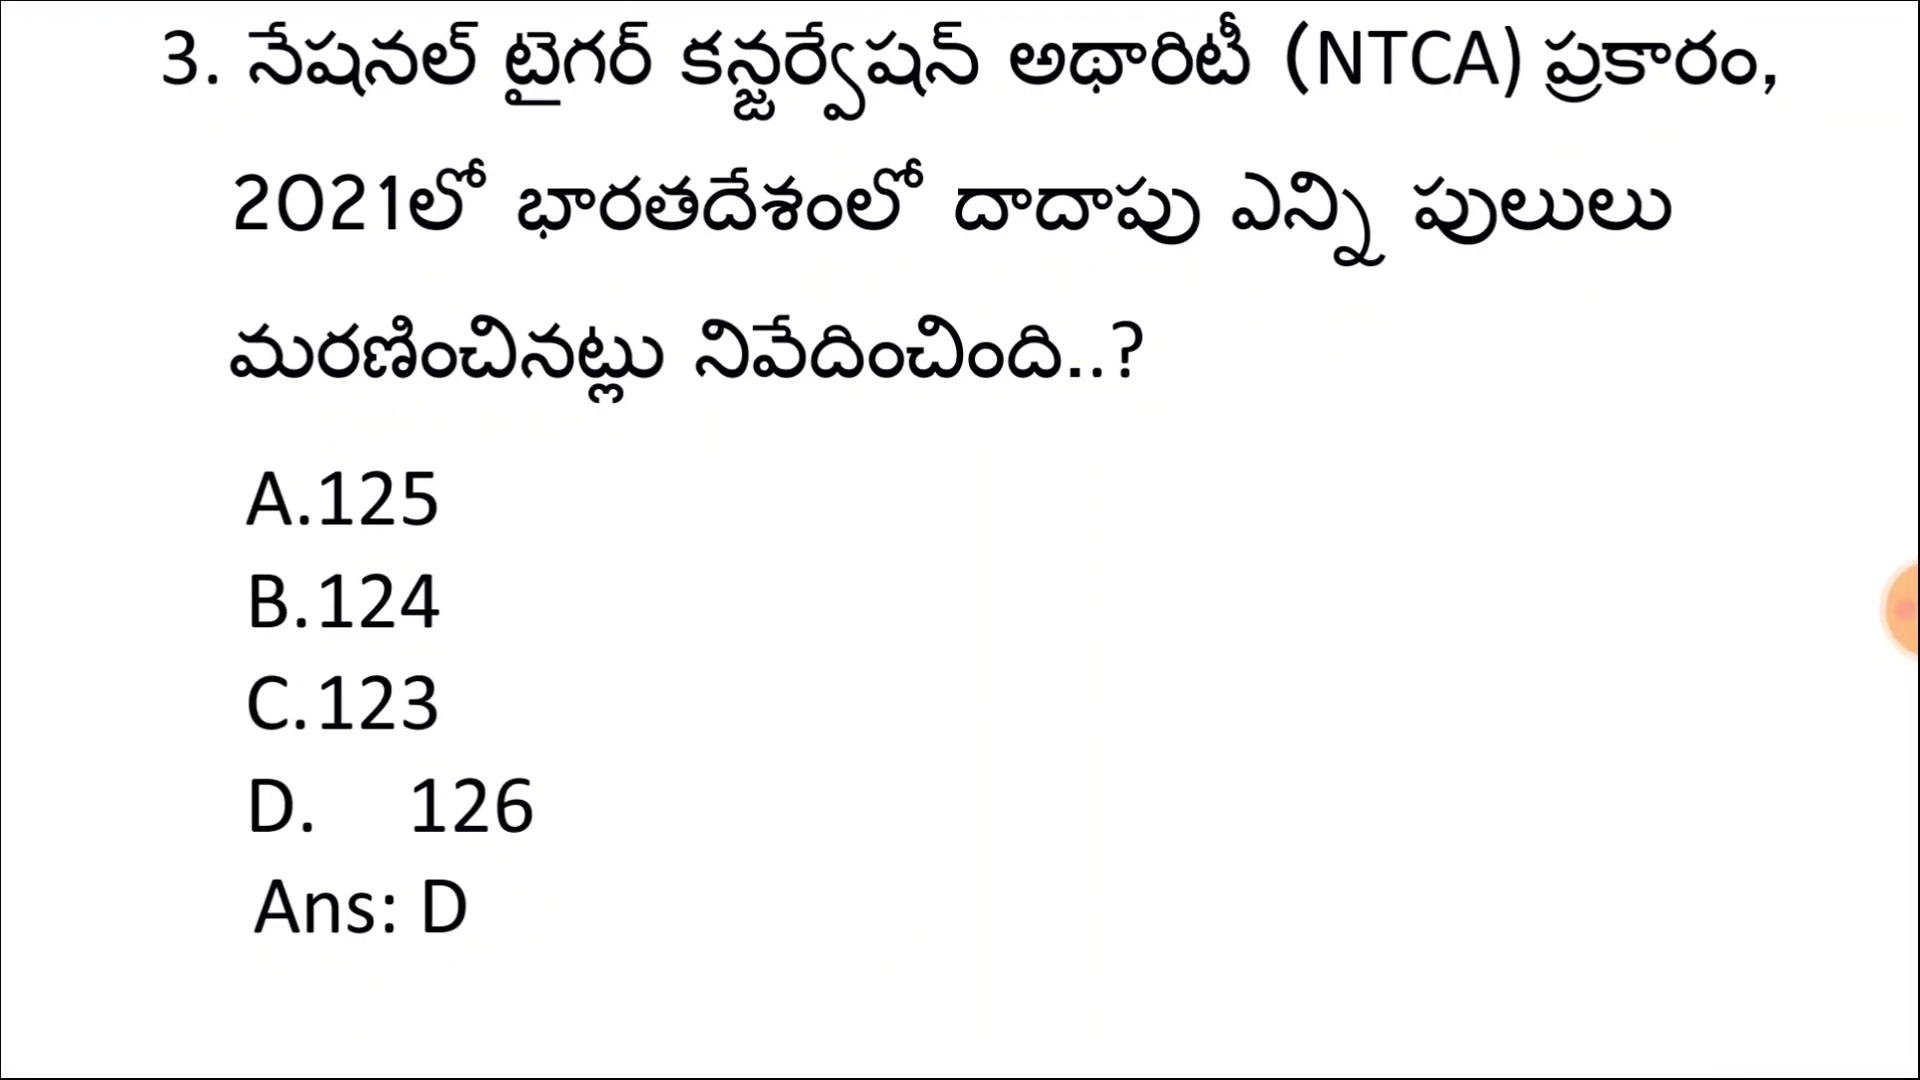 3. నేషనల్ టైగర్ కన్జర్వేషన్ అథారిటీ (NTCA) ప్రకారం,
2021లో భారతదేశంలో దాదాపు ఎన్ని పులులు
మరణించినట్లు నివేదించింది..?
A.125
B.124
C.123
D. 126
Ans: D